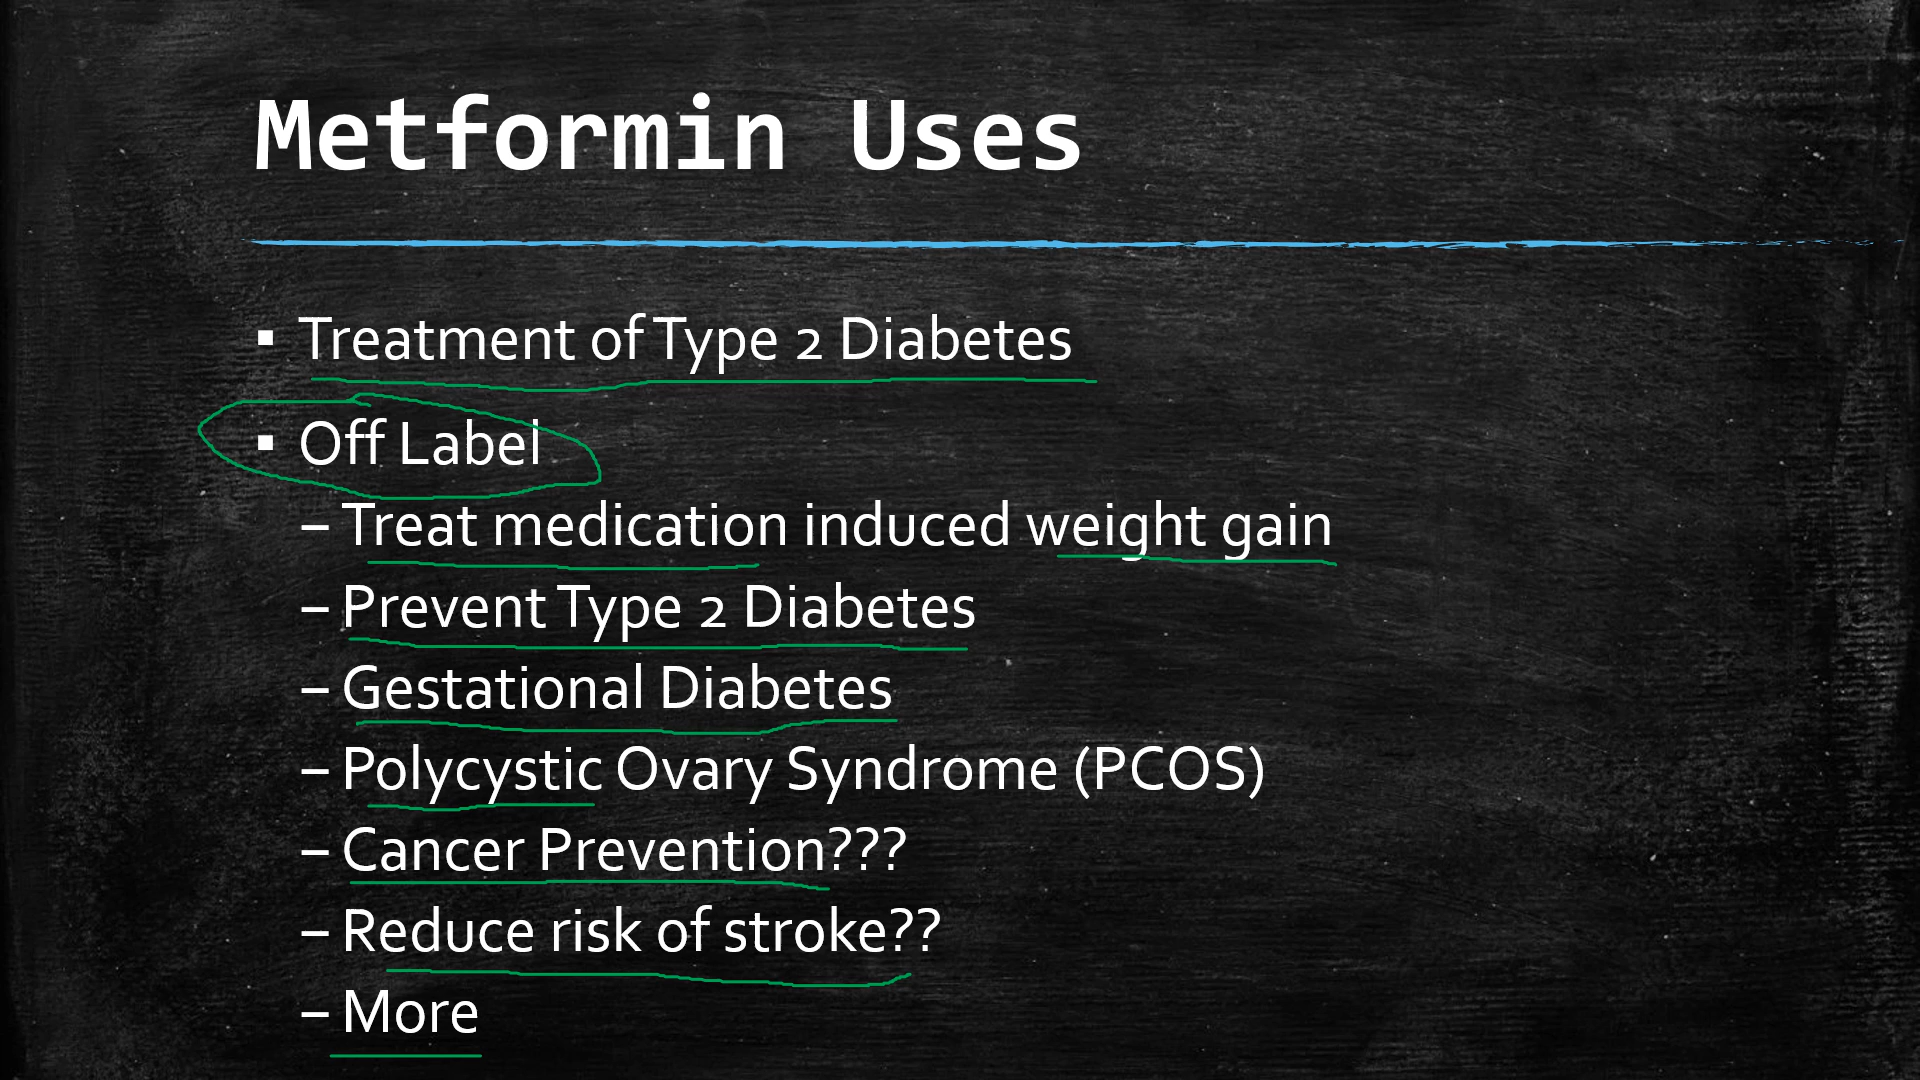 Metformin Uses
▪ Treatment of Type 2 Diabetes
▪ Off Label
– Treat medication induced weight gain
– Prevent Type 2 Diabetes
– Gestational Diabetes
– Polycystic Ovary Syndrome (PCOS)
– Cancer Prevention???
– Reduce risk of stroke??
– More